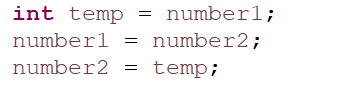 int temp = number1;
number1 = number2;
number2 = temp;